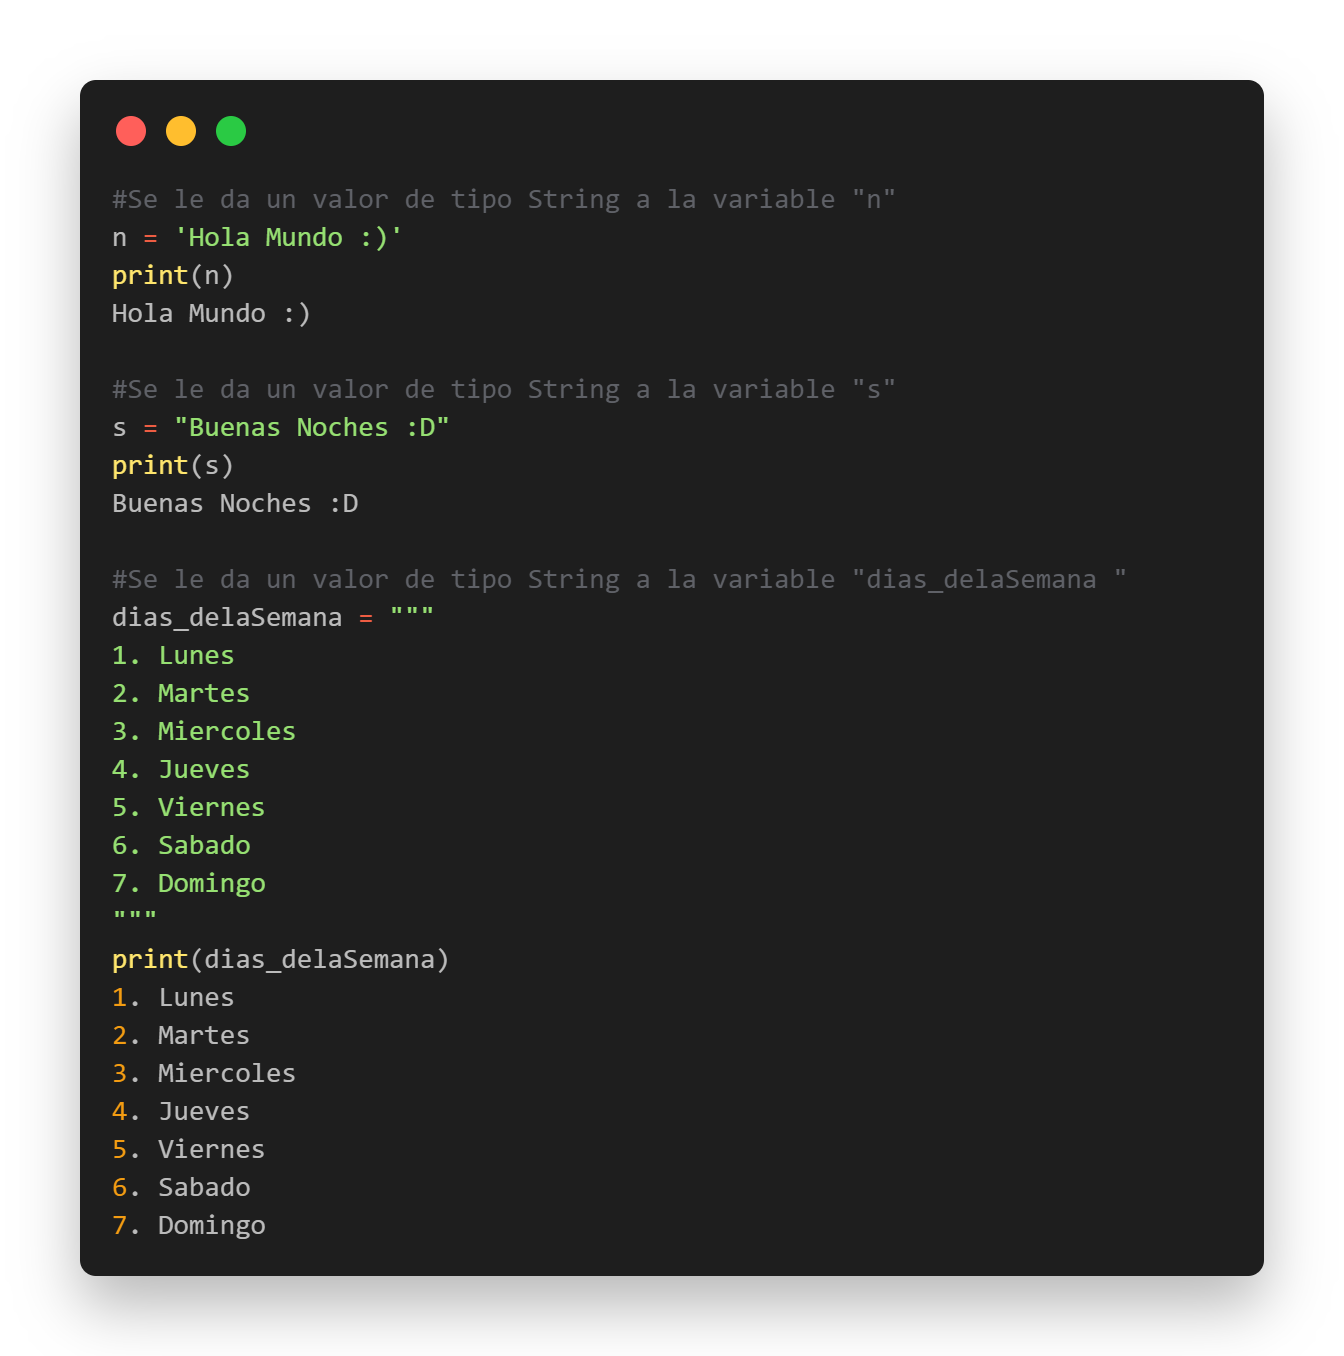 #Se le da un valor de tipo String a la variable "n"
n = 'Hola Mundo :)'
print(n)
Hola Mundo :)
#Se le da un valor de tipo String a la variable "s"
s = "Buenas Noches :D"
print(s)
Buenas Noches :D
#Se le da un valor de tipo String a la variable "dias_delaSemana "
dias_delaSemana = """
1. Lunes
2. Martes
3. Miercoles
4. Jueves
5. Viernes
6. Sabado
7. Domingo
"""
print(dias_delaSemana)
1. Lunes
2. Martes
3. Miercoles
4. Jueves
5. Viernes
6. Sabado
7. Domingo